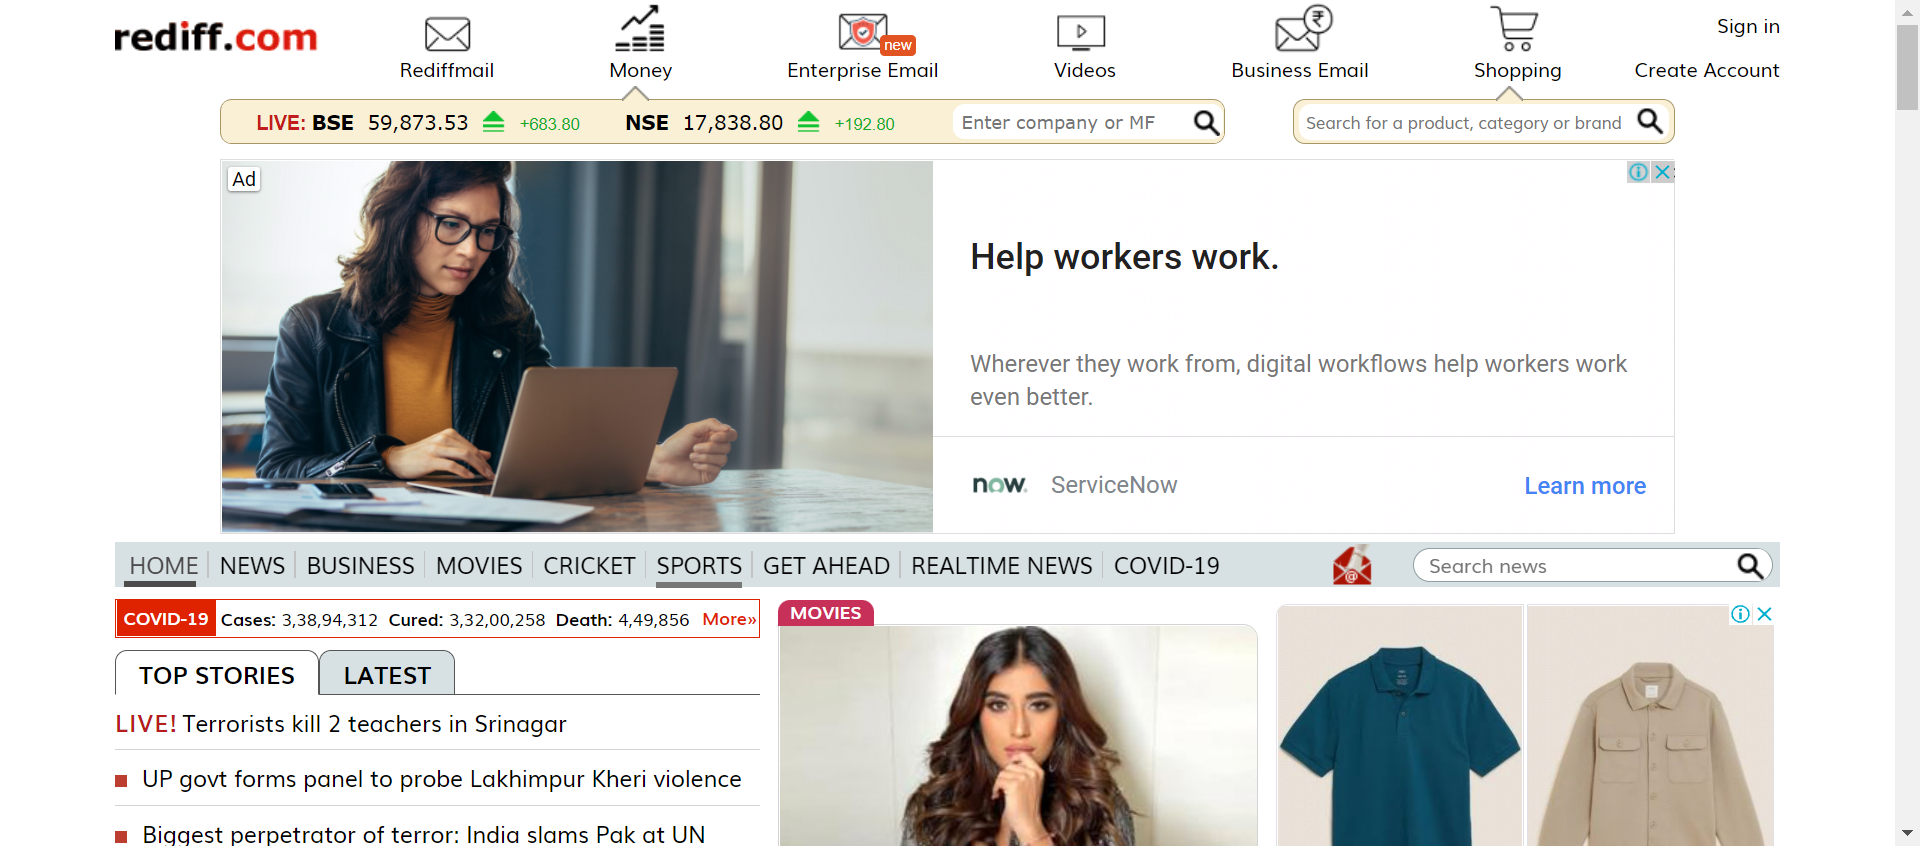 rediff.com
Rediffmail
Money
new
Enterprise Email
Videos
Business Email
Shopping
Sign in
Create Account
LIVE: BSE 59,873.53 +683.80 NSE 17,838.80 +192.80
Enter company or MF
Search for a product, category or brand
Ad
Help workers work.
Wherever they work from, digital workflows help workers work
even better.
now. ServiceNow
Learn more
HOME NEWS BUSINESS MOVIES CRICKET SPORTS GET AHEAD REALTIME NEWS COVID-19
Search news
COVID-19 Cases: 3,38,94,312 Cured: 3,32,00,258 Death: 4,49,856 More»
TOP STORIES LATEST
LIVE! Terrorists kill 2 teachers in Srinagar
UP govt forms panel to probe Lakhimpur Kheri violence
Biggest perpetrator of terror: India slams Pak at UN
MOVIES